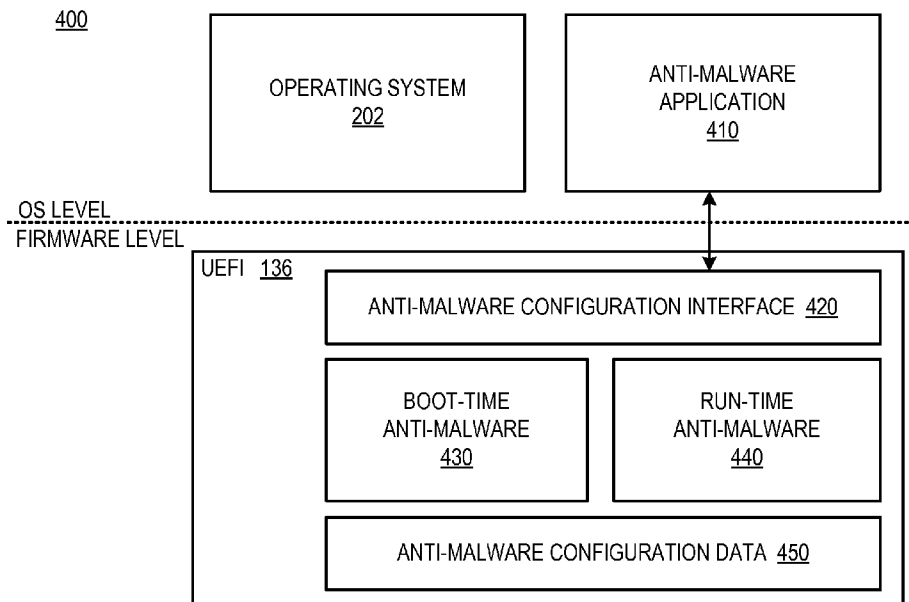 400
OPERATING SYSTEM
202
ANTI-MALWARE
APPLICATION
410
OS LEVEL
FIRMWARE LEVEL
UEFI 136
ANTI-MALWARE CONFIGURATION INTERFACE 420
BOOT-TIME
ANTI-MALWARE
430
RUN-TIME
ANTI-MALWARE
440
ANTI-MALWARE CONFIGURATION DATA 450